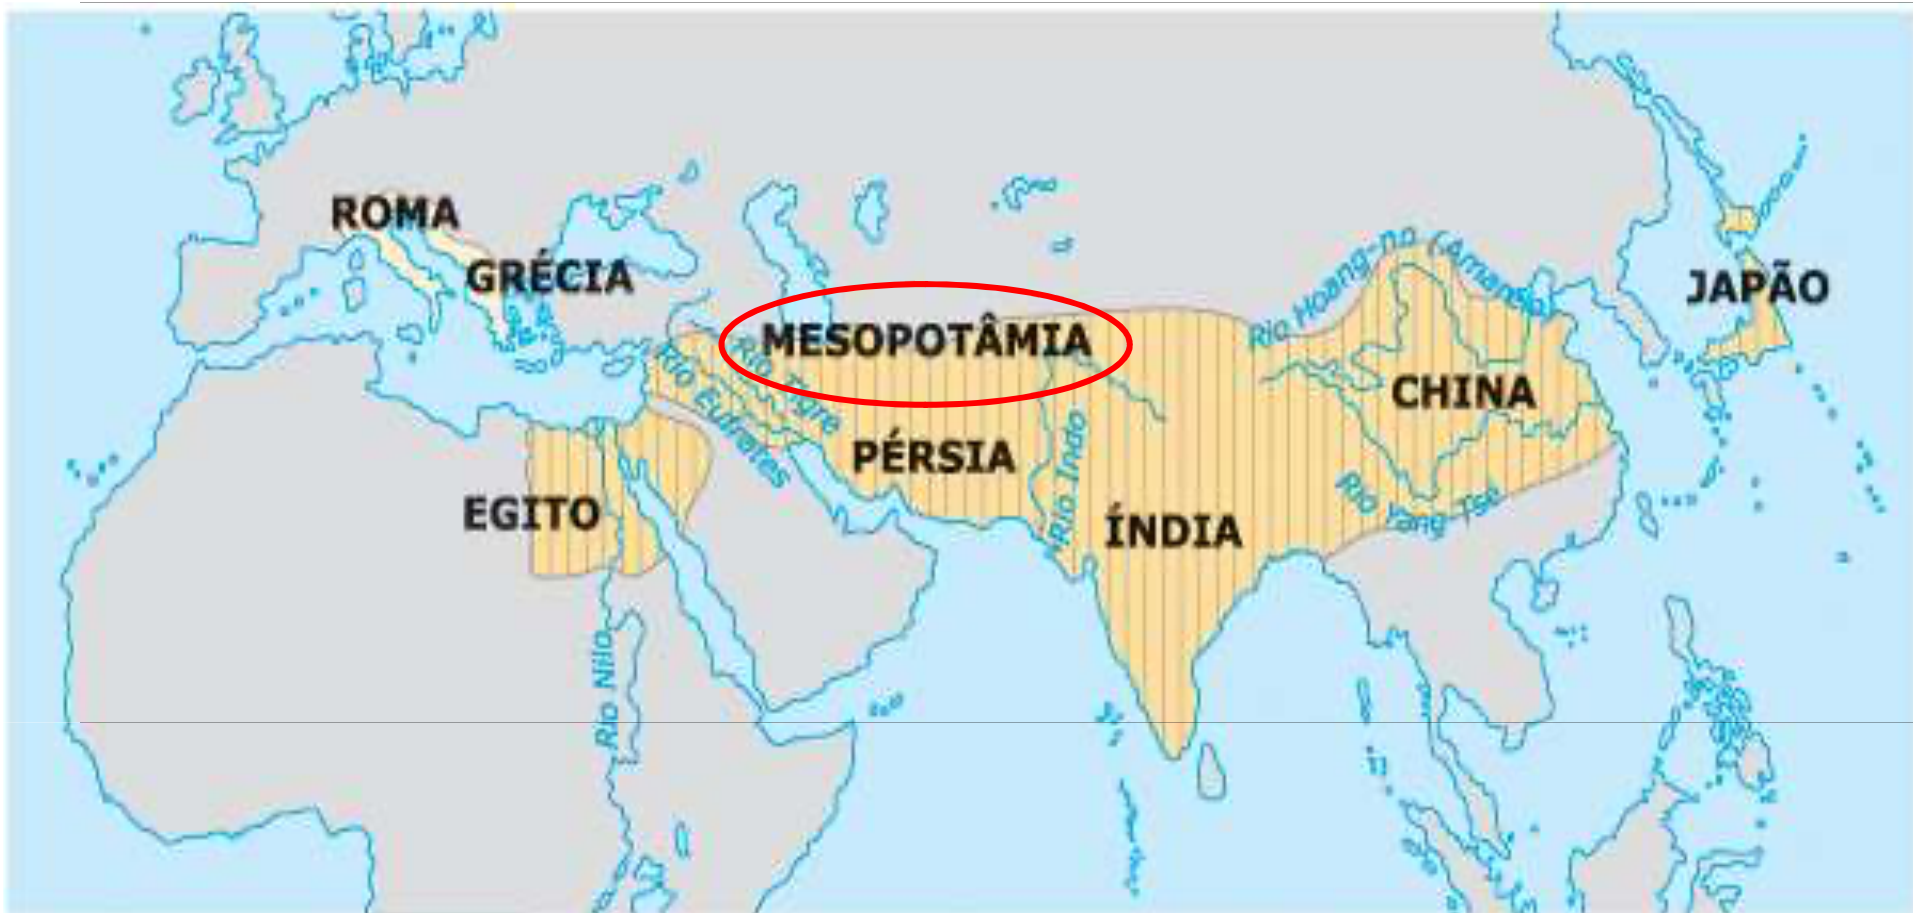 ROMA
GRÉCIA
MESOPOTÂMIA
Rio Hoang-ho (Amarelo)
JAPÃO
Rio Tigre
Rio Eufrates
CHINA
PÉRSIA
Rio Indo
EGITO
ÍNDIA
Rio Yang Tse
Rio Nilo